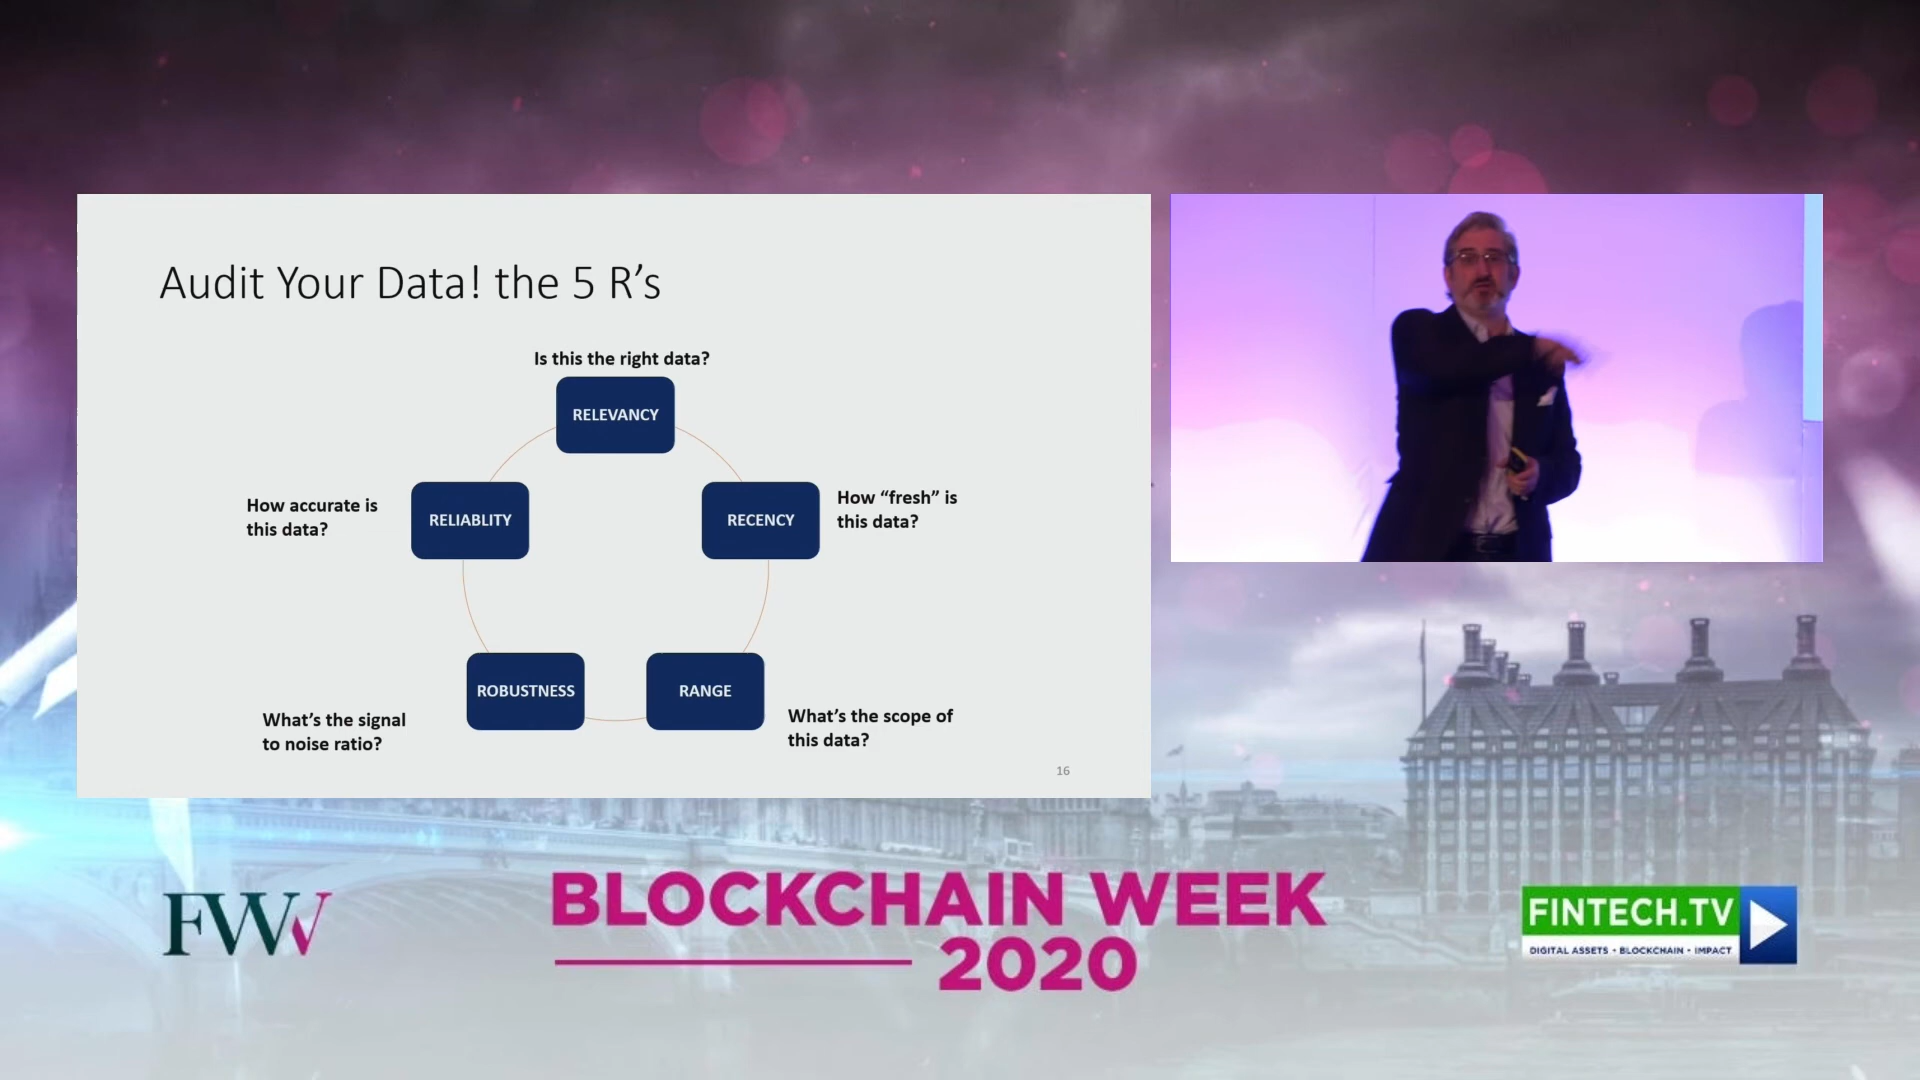 Audit Your Data! the 5 R’s
Is this the right data?
RELEVANCY
How accurate is
this data?
RELIABLITY
RECENCY
How “fresh” is
this data?
ROBUSTNESS
RANGE
What’s the signal
to noise ratio?
What’s the scope of
this data?
16
FWW
BLOCKCHAIN WEEK
2020
FINTECH.TV
DIGITAL ASSETS • BLOCKCHAIN • IMPACT